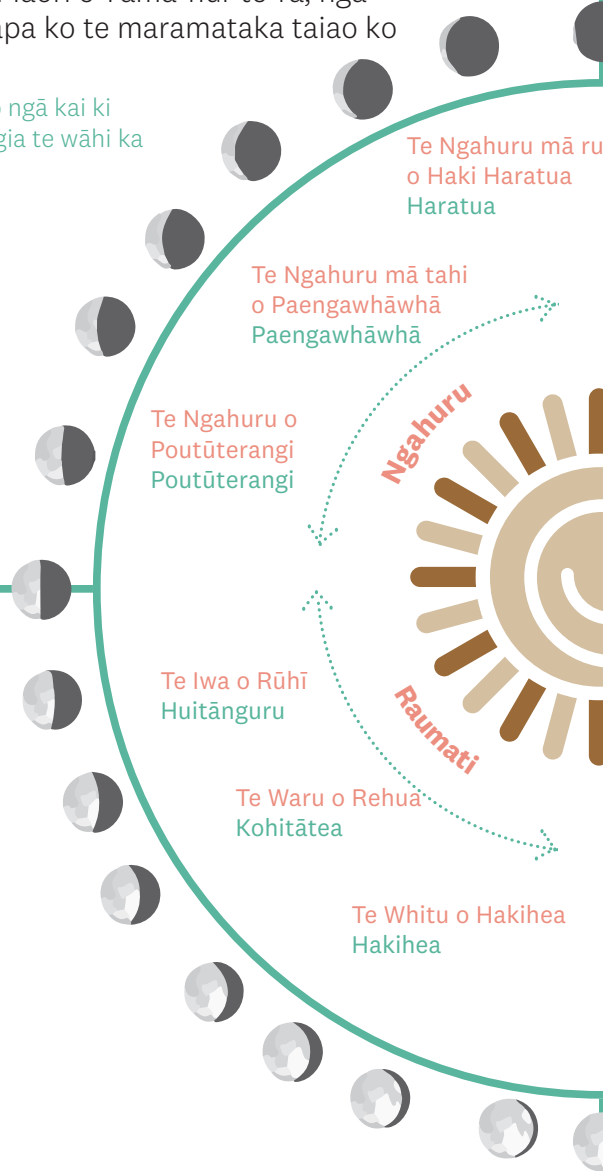 ko te maramataka taiao ko
ngā kai ki
te wāhi ka
Te Ngahuru mā ru
o Haki Haratua
Haratua
Te Ngahuru mā tahi
o Paengawhāwhā
Paengawhāwhā
Te Ngahuru o
Poutūterangi
Poutūterangi
Ngahuru
Te Iwa o Rūhī
Huitānguru
Raumati
Te Waru o Rehua
Kohitātea
Te Whitu o Hakihea
Hakihea